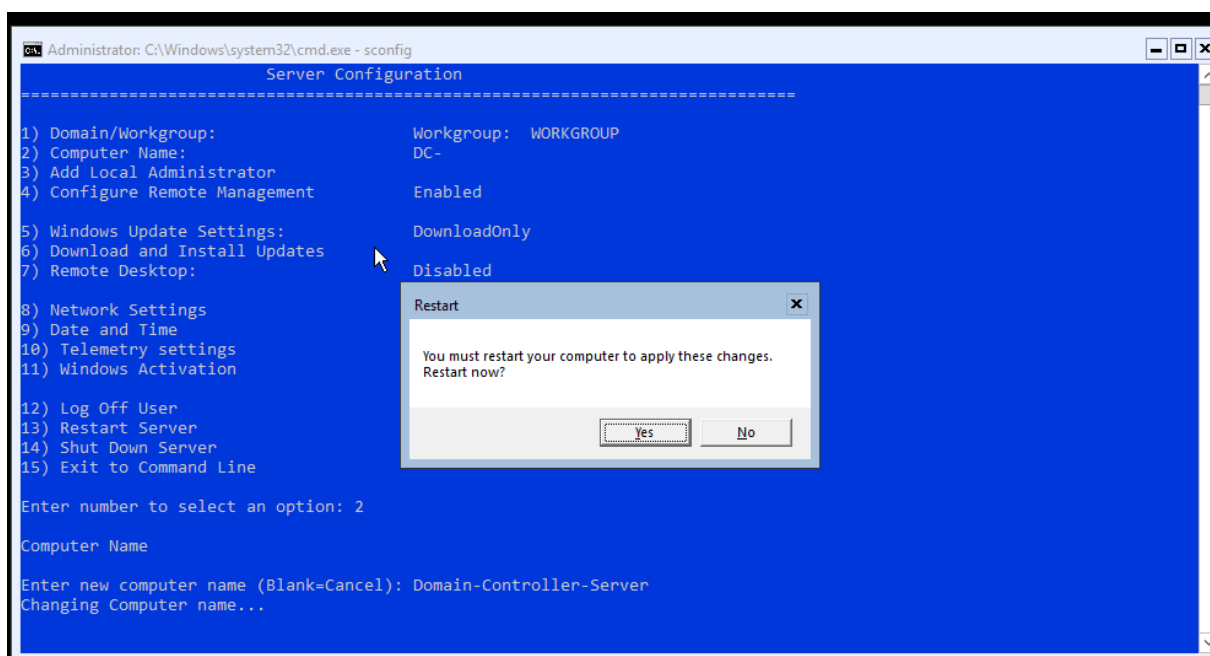 Administrator: C:\Windows\system32\cmd.exe - sconfig
Server Configuration
===============================================================================
1) Domain/Workgroup: Workgroup: WORKGROUP
2) Computer Name: DC-
3) Add Local Administrator
4) Configure Remote Management Enabled
5) Windows Update Settings: DownloadOnly
6) Download and Install Updates
7) Remote Desktop: Disabled
8) Network Settings
9) Date and Time
10) Telemetry settings
11) Windows Activation
12) Log Off User
13) Restart Server
14) Shut Down Server
15) Exit to Command Line
Enter number to select an option: 2
Computer Name
Enter new computer name (Blank=Cancel): Domain-Controller-Server
Changing Computer name...
Restart
You must restart your computer to apply these changes.
Restart now?
Yes No